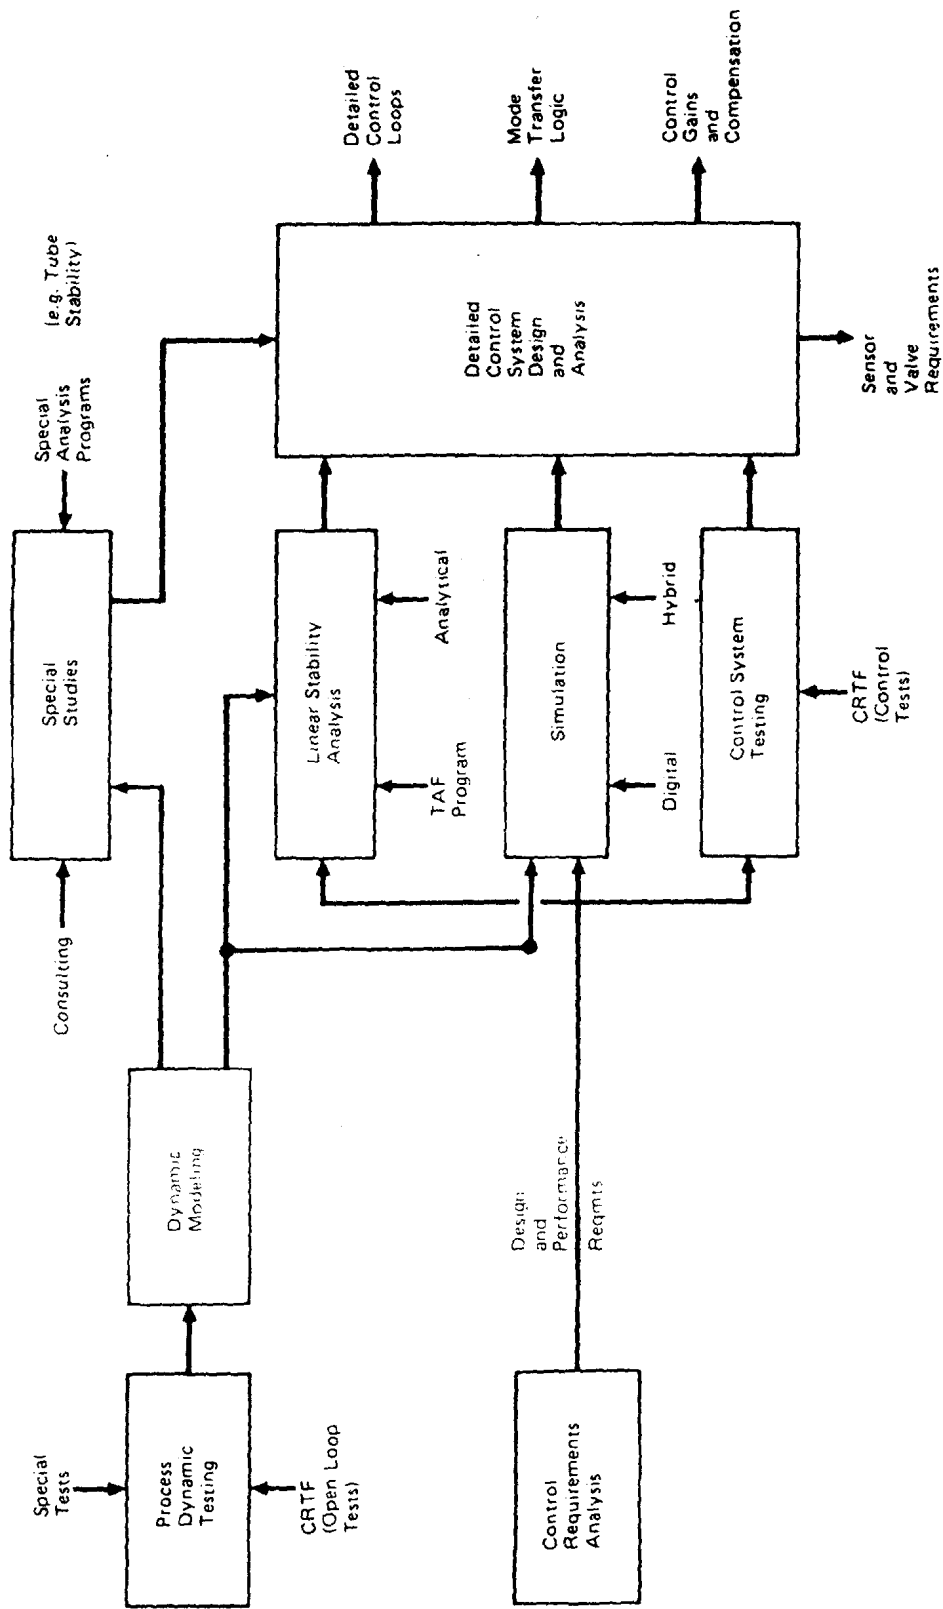 Special
Tests
Process
Dynamic
Testing
CRTF
(Open Loop
Tests)
Dynamic
Modeling
Control
Requirements
Analysis
Design
and
Performance
Reqmts
Consulting
Special
Studies
Special
Analysis
Programs
(e.g. Tube
Stability)
Linear Stability
Analysis
TAF
Program
Analytical
Simulation
Digital
Hybrid
Control System
Testing
CRTF
(Control
Tests)
Detailed
Control
System
Design
and
Analysis
Detailed
Control
Loops
Mode
Transfer
Logic
Control
Gains
and
Compensation
Sensor
and
Valve
Requirements